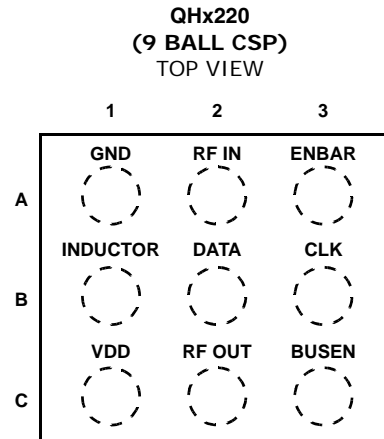 QHx220
(9 BALL CSP)
TOP VIEW
1 2 3
GND RF IN ENBAR
A
INDUCTOR DATA CLK
B
VDD RF OUT BUSEN
C